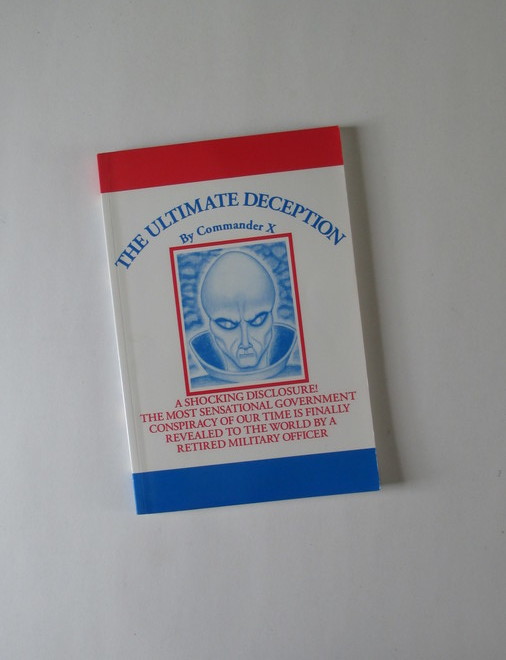 THE ULTIMATE DECEPTION
By Commander X
A SHOCKING DISCLOSURE!
THE MOST SENSATIONAL GOVERNMENT
CONSPIRACY OF OUR TIME IS FINALLY
REVEALED TO THE WORLD BY A
RETIRED MILITARY OFFICER